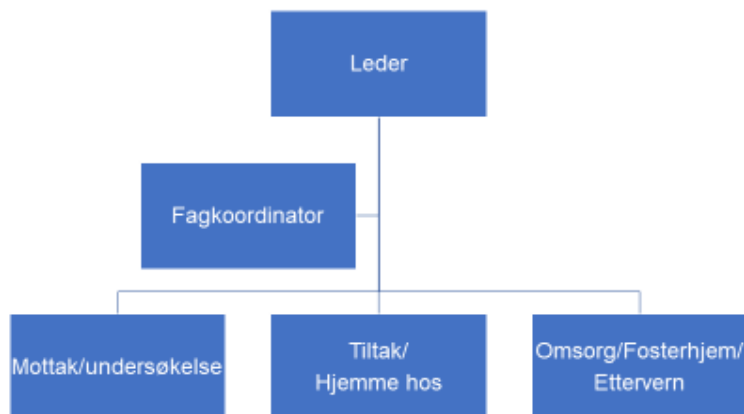 Leder
Fagkoordinator
Mottak/undersøkelse
Tiltak/
Hjemme hos
Omsorg/Fosterhjem/
Ettervern